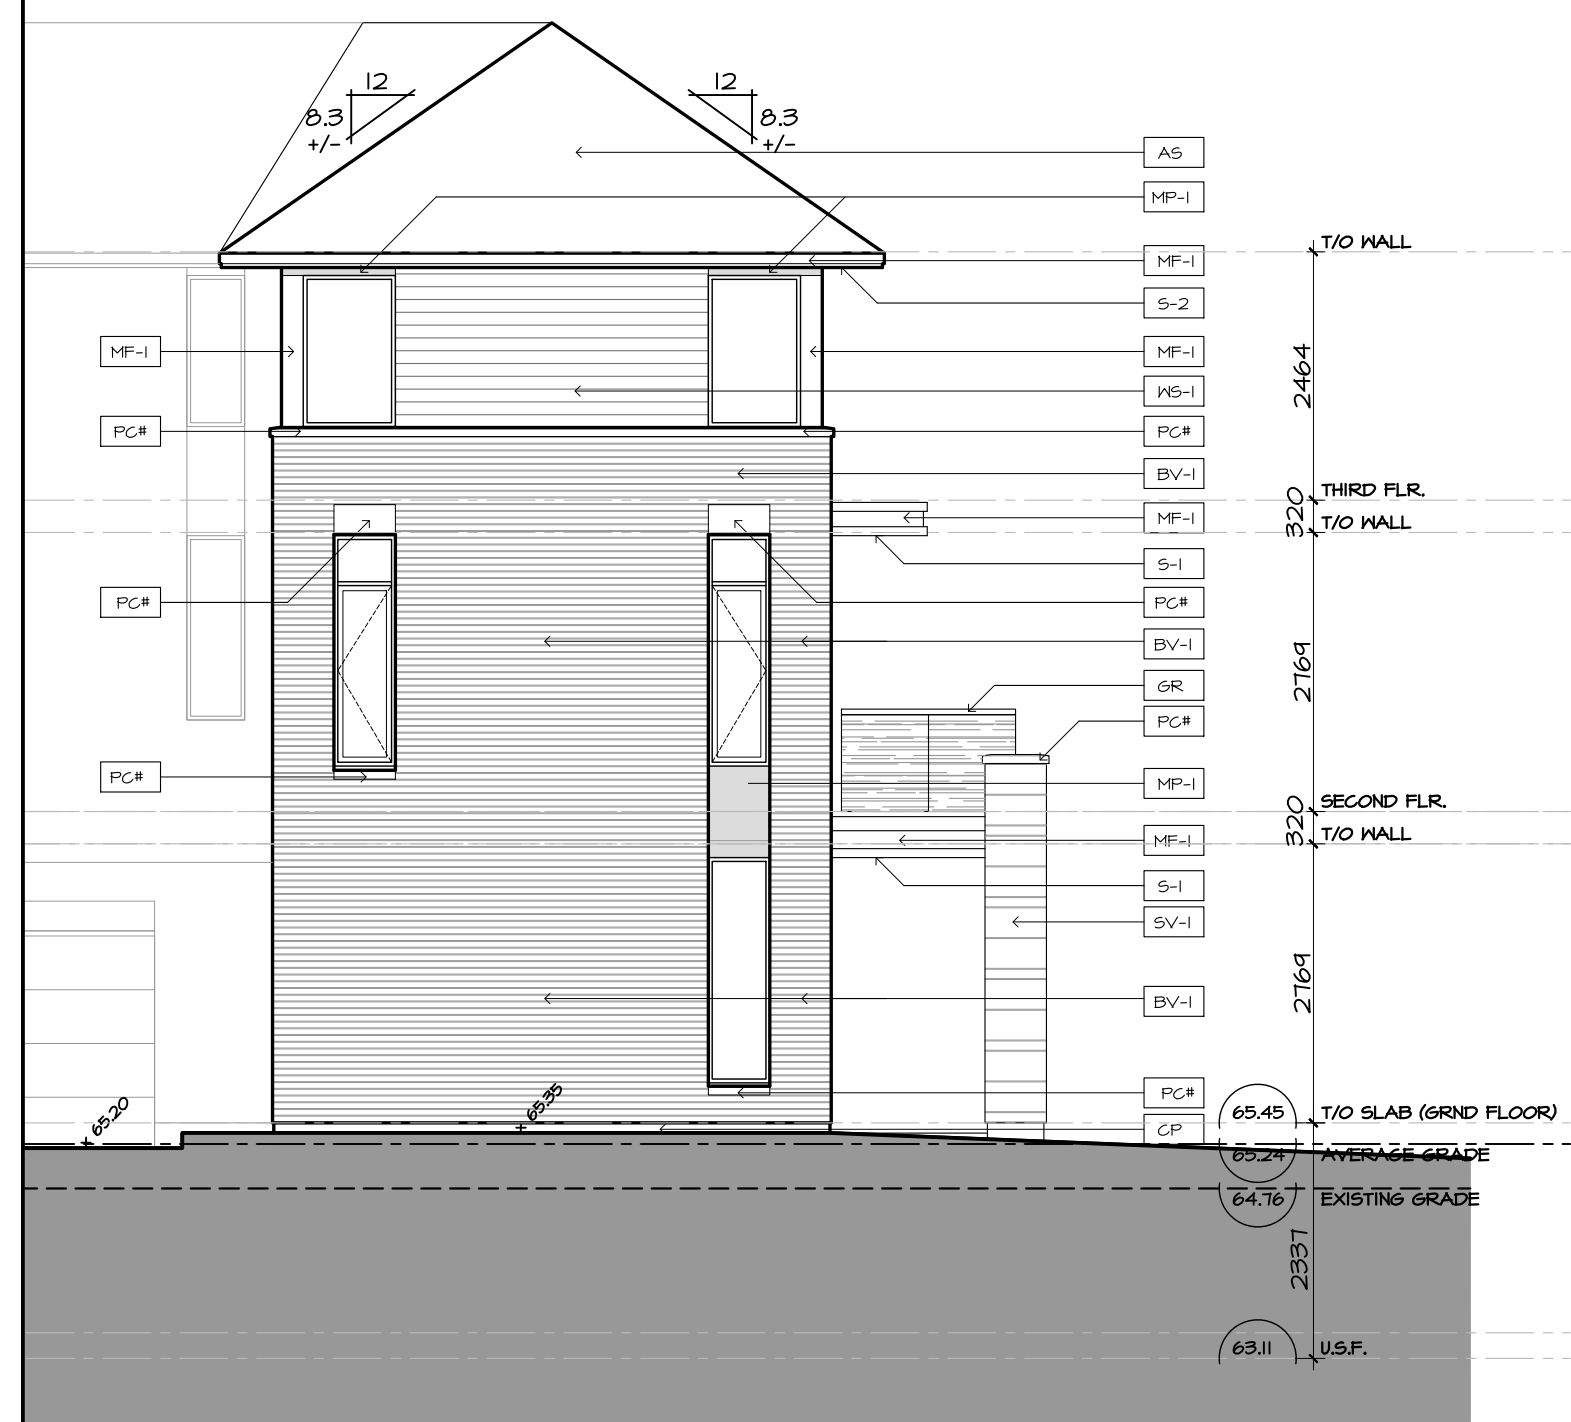 12
12
8.3
8.3
+/-
+/-
AS
MP-1
T/O WALL
MF-1
S-2
MF-1
MF-1
2464
WS-1
PC#
PC#
BV-1
THIRD FLR.
320
MF-1
T/O WALL
S-1
PC#
PC#
BV-1
2769
GR
PC#
PC#
MP-1
SECOND FLR.
320
MF-1
T/O WALL
S-1
SV-1
2769
BV-1
PC#
65.20
65.35
65.45
T/O SLAB (GRND FLOOR)
CP
65.24
AVERAGE GRADE
64.76
EXISTING GRADE
2337
63.11
U.S.F.